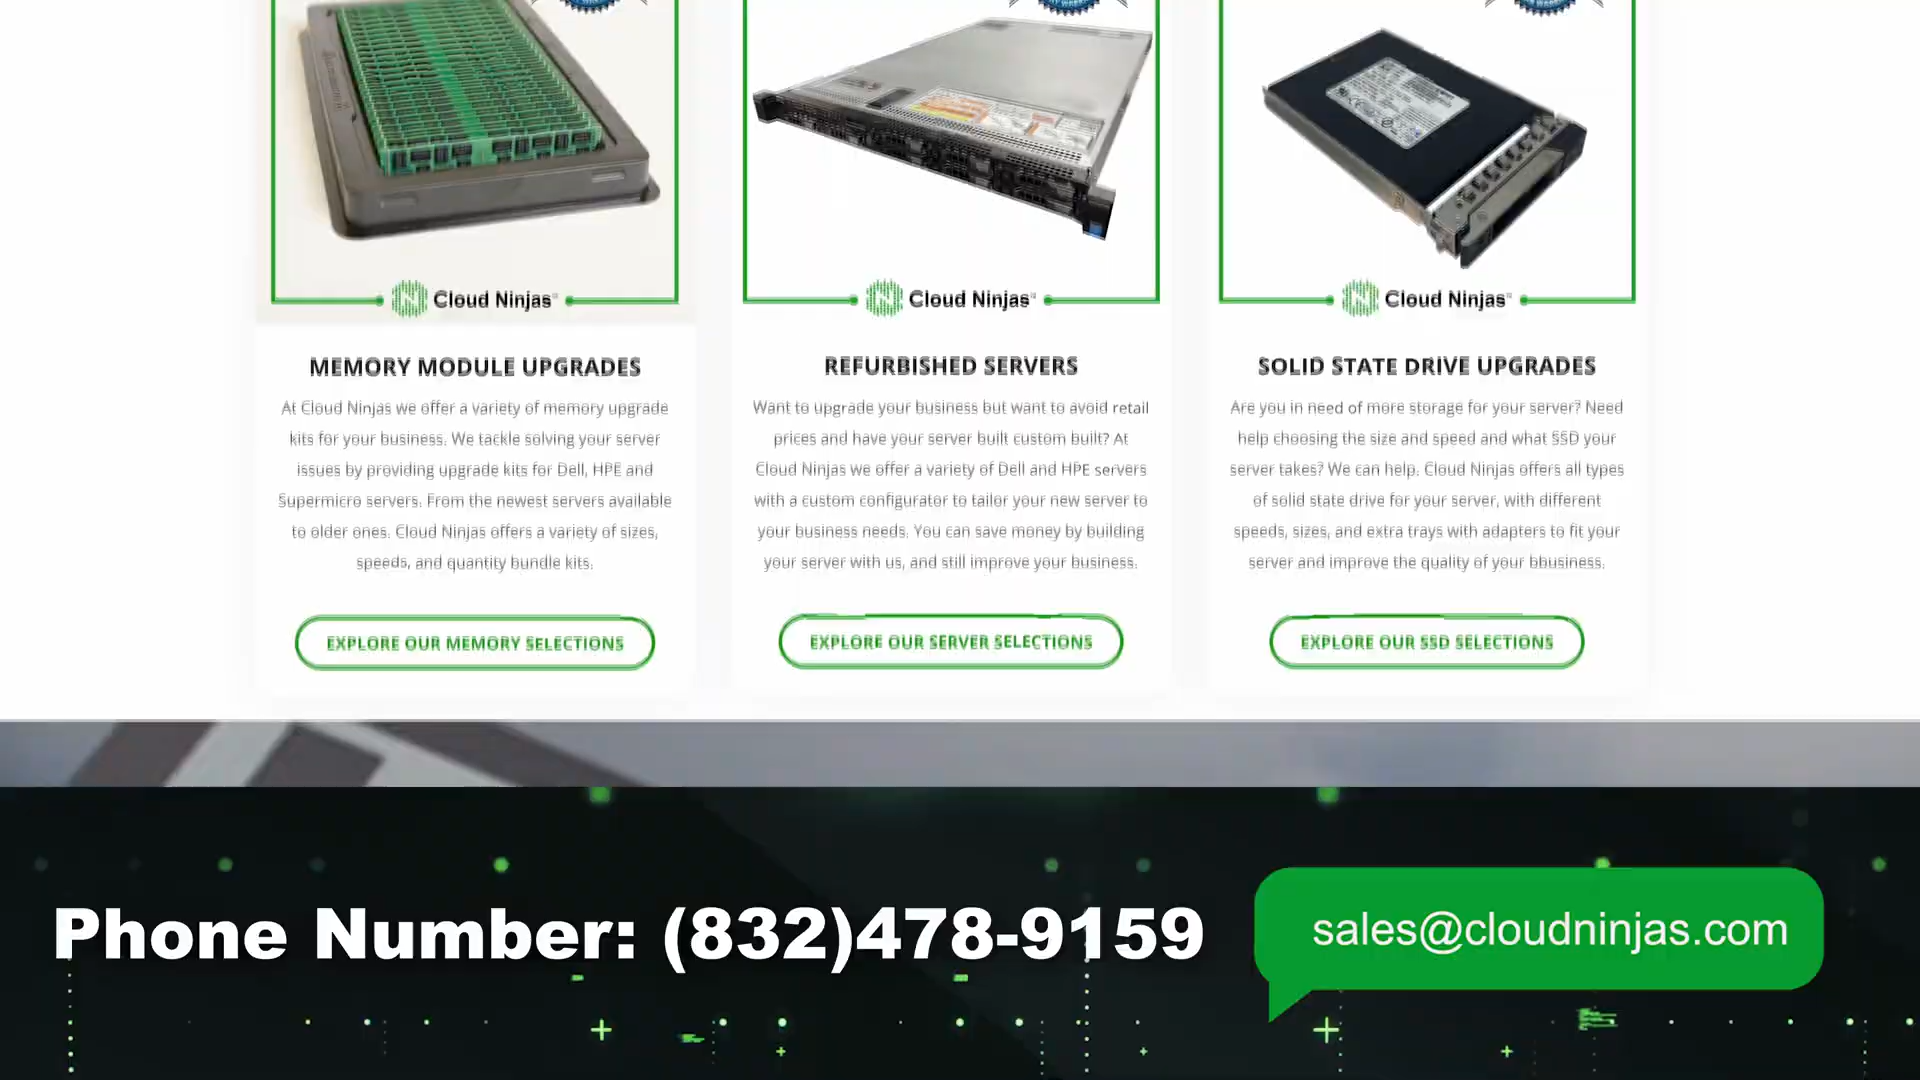 Cloud Ninjas
Cloud Ninjas
Cloud Ninjas
MEMORY MODULE UPGRADES
At Cloud Ninjas we offer a variety of memory upgrade
kits for your business. We tackle solving your server
issues by providing upgrade kits for Dell, HPE and
Supermicro servers. From the newest servers available
to older ones. Cloud Ninjas offers a variety of sizes,
speeds, and quantity bundle kits.
EXPLORE OUR MEMORY SELECTIONS
REFURBISHED SERVERS
Want to upgrade your business but want to avoid retail
prices and have your server built custom built? At
Cloud Ninjas we offer a variety of Dell and HPE servers
with a custom configurator to tailor your new server to
your business needs. You can save money by building
your server with us, and still improve your business.
EXPLORE OUR SERVER SELECTIONS
SOLID STATE DRIVE UPGRADES
Are you in need of more storage for your server? Need
help choosing the size and speed and what SSD your
server takes? We can help. Cloud Ninjas offers all types
of solid state drive for your server, with different
speeds, sizes, and extra trays with adapters to fit your
server and improve the quality of your bbusiness.
EXPLORE OUR SSD SELECTIONS
Phone Number: (832)478-9159
sales@cloudninjas.com